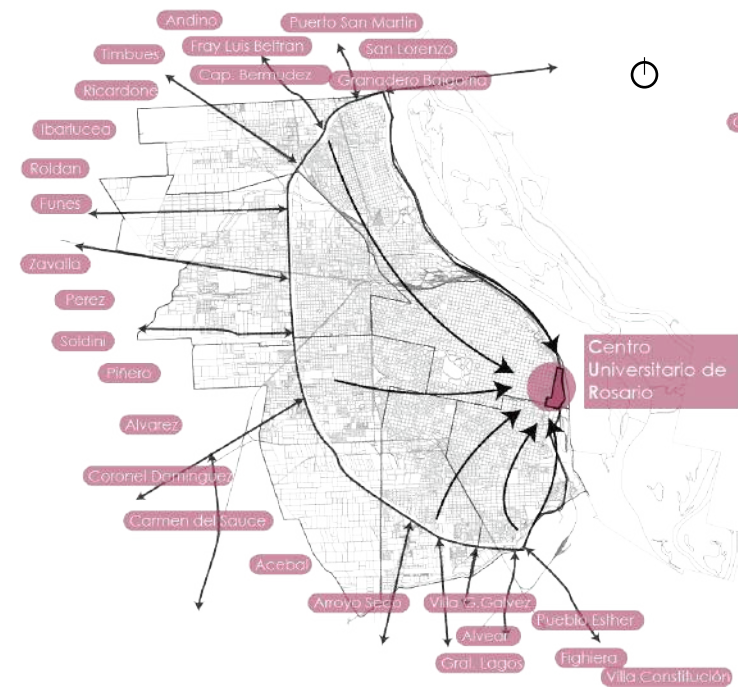 Andino
Puerto San Martin
Fray Luis Beltran
San Lorenzo
Timbues
Cap. Bermudez
Granadero Baigorria
Ricardone
Ibarlucea
Roldan
Funes
Zavalla
Perez
Soldini
Piñero
Centro
Universitario de
Rosario
Alvarez
Coronel Dominguez
Carmen del Sauce
Acebal
Arroyo Seco
Villa G.Galvez
Pueblo Esther
Alvear
Gral. Lagos
Fighiera
Villa Constitución